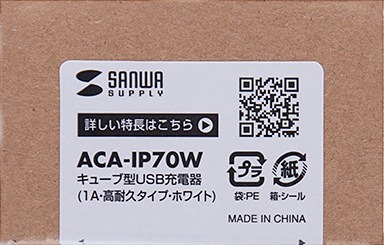 SANWA
SUPPLY
詳しい特長はこちら
ACA-IP70W
キューブ型USB充電器
(1A・高耐久タイプ・ホワイト)
プラ
紙
袋:PE
箱・シール
MADE IN CHINA